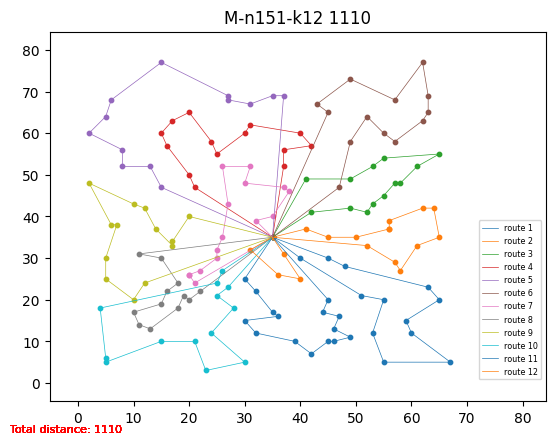 M-n151-k12 1110
80
70
60
50
40
30
20
10
0
route 1
route 2
route 3
route 4
route 5
route 6
route 7
route 8
route 9
route 10
route 11
route 12
0 10 20 30 40 50 60 70 80
Total distance: 1110